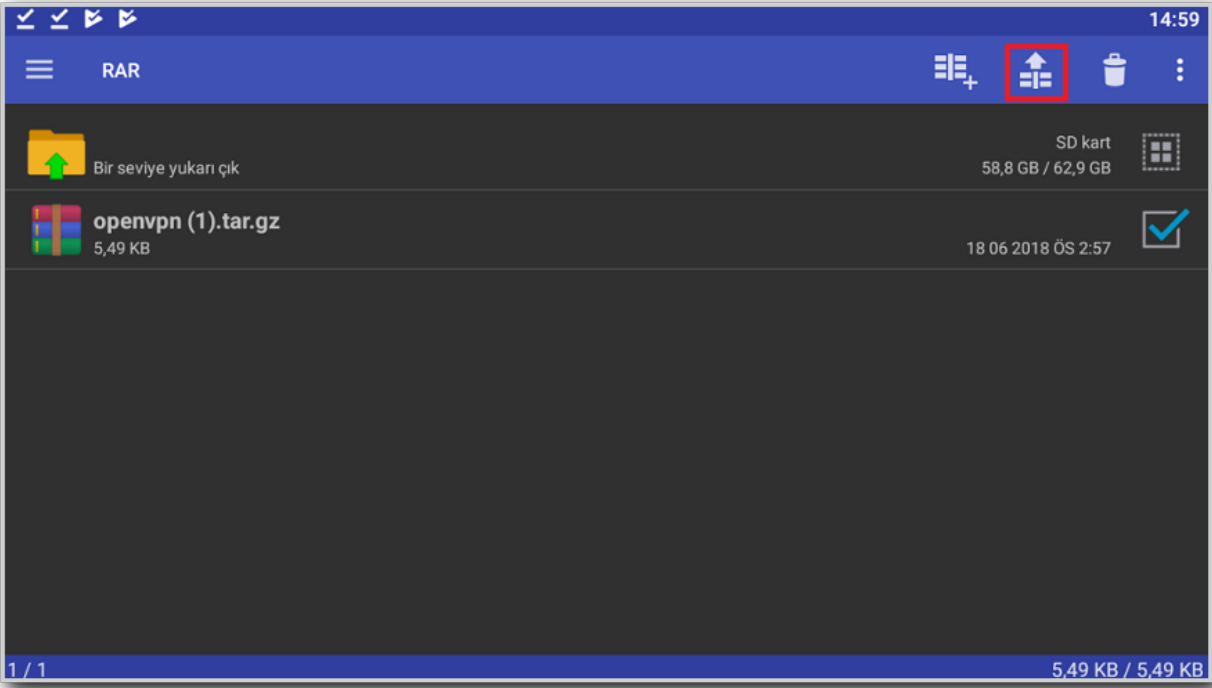 14:59
RAR
SD kart
Bir seviye yukarı çık
58,8 GB / 62,9 GB
openvpn (1).tar.gz
5,49 KB
18 06 2018 ÖS 2:57
1 / 1
5,49 KB / 5,49 KB